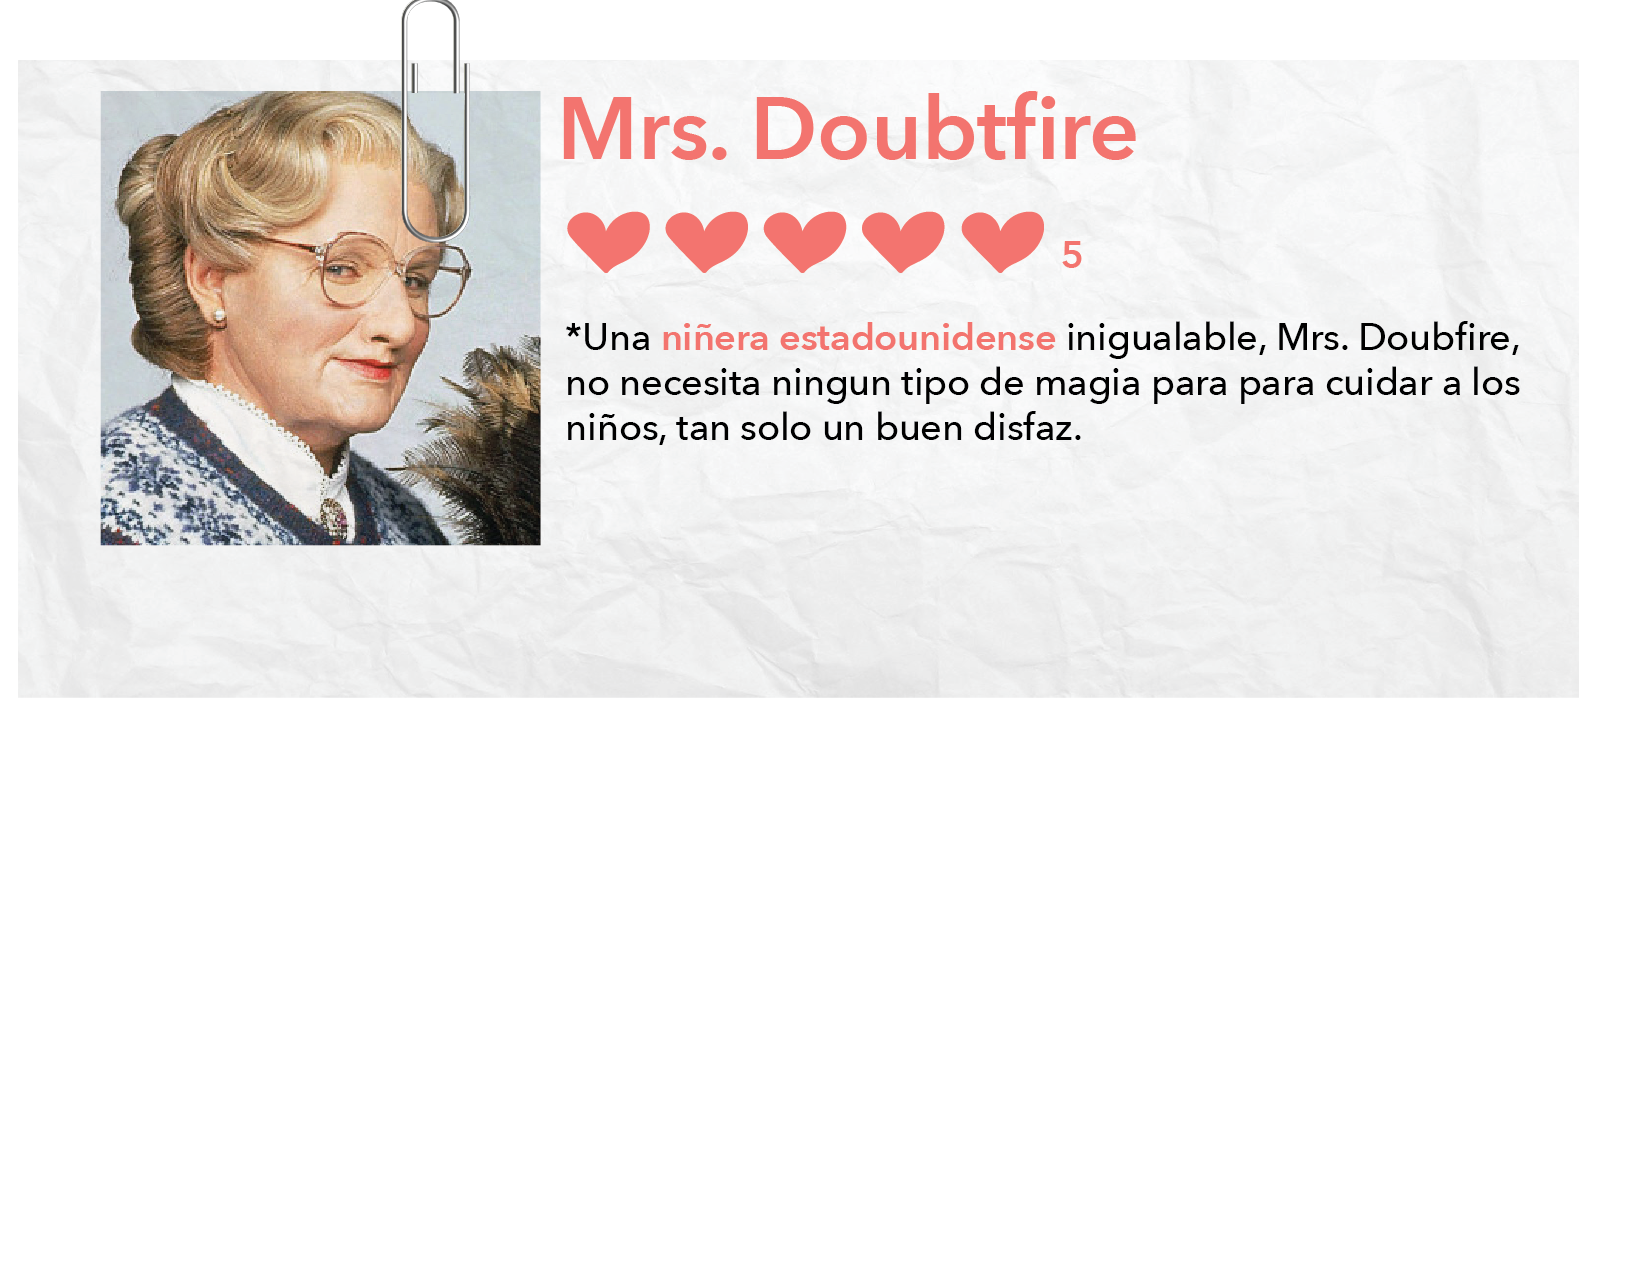 Mrs. Doubtfire
5
*Una niñera estadounidense inigualable, Mrs. Doubfire,
no necesita ningun tipo de magia para para cuidar a los
niños, tan solo un buen disfaz.